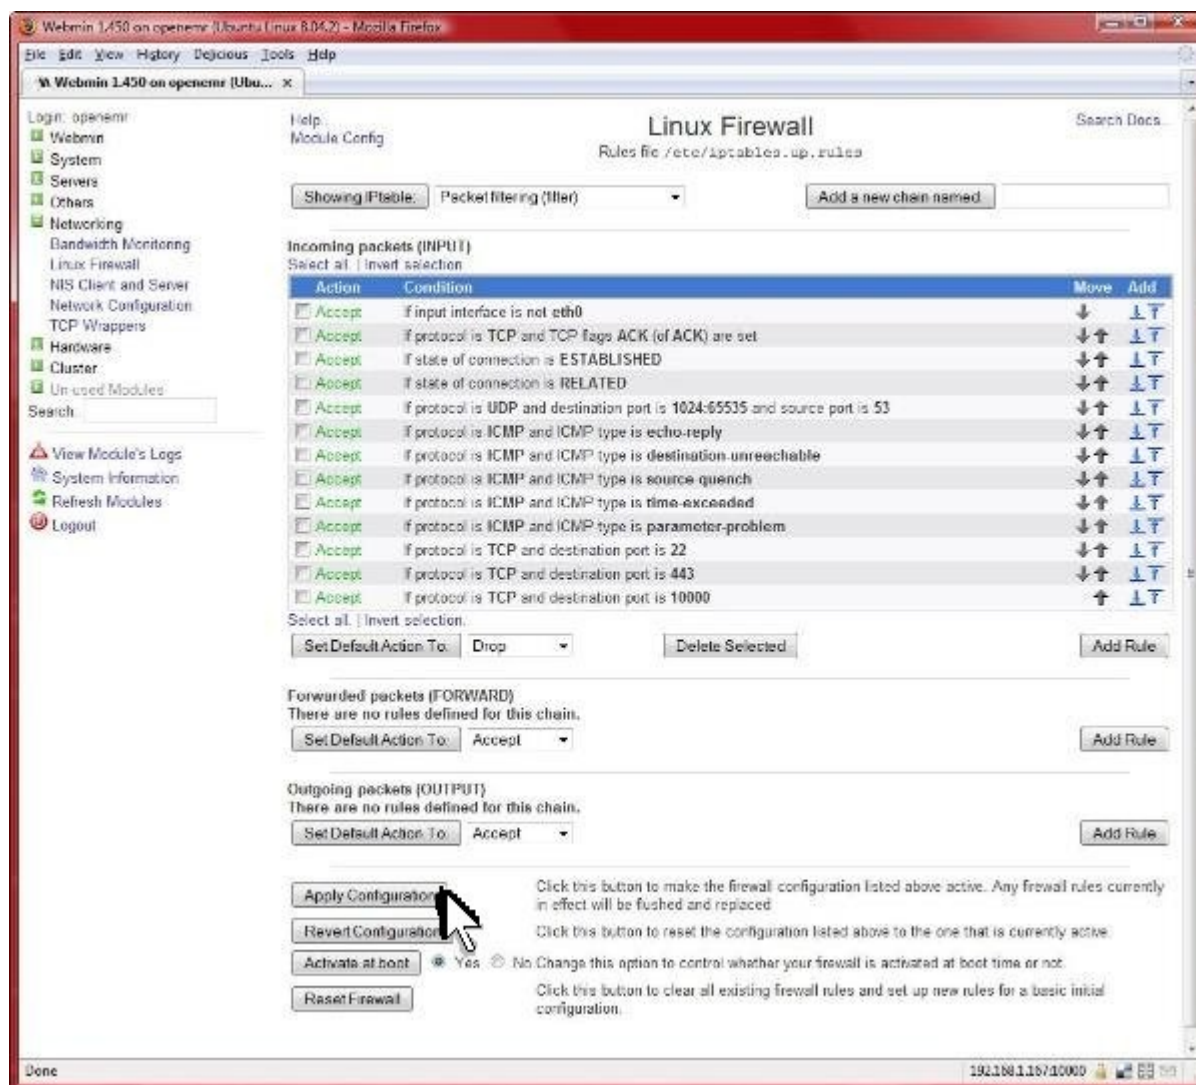 Webmin 1.450 on openemr (Ubuntu Linux 8.04.2) - Mozilla Firefox
File Edit View History Delicious Tools Help
Webmin 1.450 on openemr (Ubu... ×
Login: openemr
Webmin
System
Servers
Others
Networking
Bandwidth Monitoring
Linux Firewall
NIS Client and Server
Network Configuration
TCP Wrappers
Hardware
Cluster
Un-used Modules
Search:
View Module's Logs
System Information
Refresh Modules
Logout
Help..
Module Config
Linux Firewall
Rules file /etc/iptables.up.rules
Search Docs..
Showing IPtable: Packet filtering (filter) Add a new chain named:
Incoming packets (INPUT)
Select all. | Invert selection.
Action Condition Move Add
Accept If input interface is not eth0
Accept If protocol is TCP and TCP flags ACK (of ACK) are set
Accept If state of connection is ESTABLISHED
Accept If state of connection is RELATED
Accept If protocol is UDP and destination port is 1024:65535 and source port is 53
Accept If protocol is ICMP and ICMP type is echo-reply
Accept If protocol is ICMP and ICMP type is destination-unreachable
Accept If protocol is ICMP and ICMP type is source-quench
Accept If protocol is ICMP and ICMP type is time-exceeded
Accept If protocol is ICMP and ICMP type is parameter-problem
Accept If protocol is TCP and destination port is 22
Accept If protocol is TCP and destination port is 443
Accept If protocol is TCP and destination port is 10000
Select all. | Invert selection.
Set Default Action To: Drop Delete Selected Add Rule
Forwarded packets (FORWARD)
There are no rules defined for this chain.
Set Default Action To: Accept Add Rule
Outgoing packets (OUTPUT)
There are no rules defined for this chain.
Set Default Action To: Accept Add Rule
Apply Configuration Click this button to make the firewall configuration listed above active. Any firewall rules currently
in effect will be flushed and replaced
Revert Configuration Click this button to reset the configuration listed above to the one that is currently active.
Activate at boot Yes No Change this option to control whether your firewall is activated at boot time or not.
Reset Firewall Click this button to clear all existing firewall rules and set up new rules for a basic initial
configuration.
Done 192.168.1.167:10000